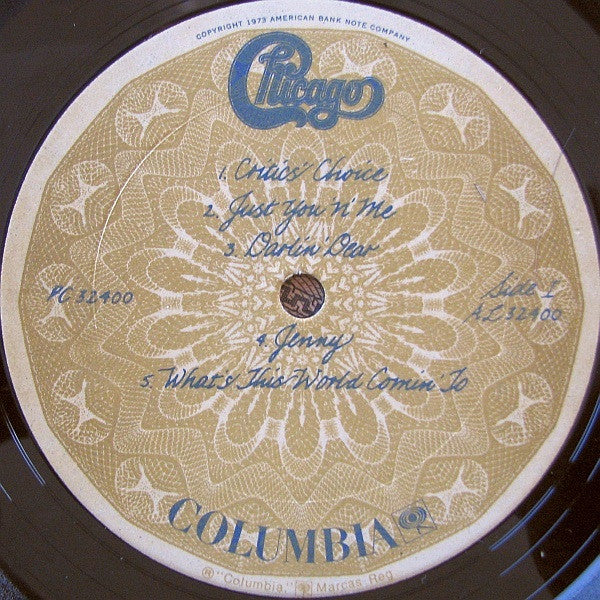 COPYRIGHT 1973 AMERICAN BANK NOTE COMPANY
Chicago
1. Critics' Choice
2. Just You 'n' Me
3. Darlin' Dear
PC 32400
Side I
AL 32400
4. Jenny
5. What's This World Comin' To
COLUMBIA
® "Columbia," Marcas Reg.